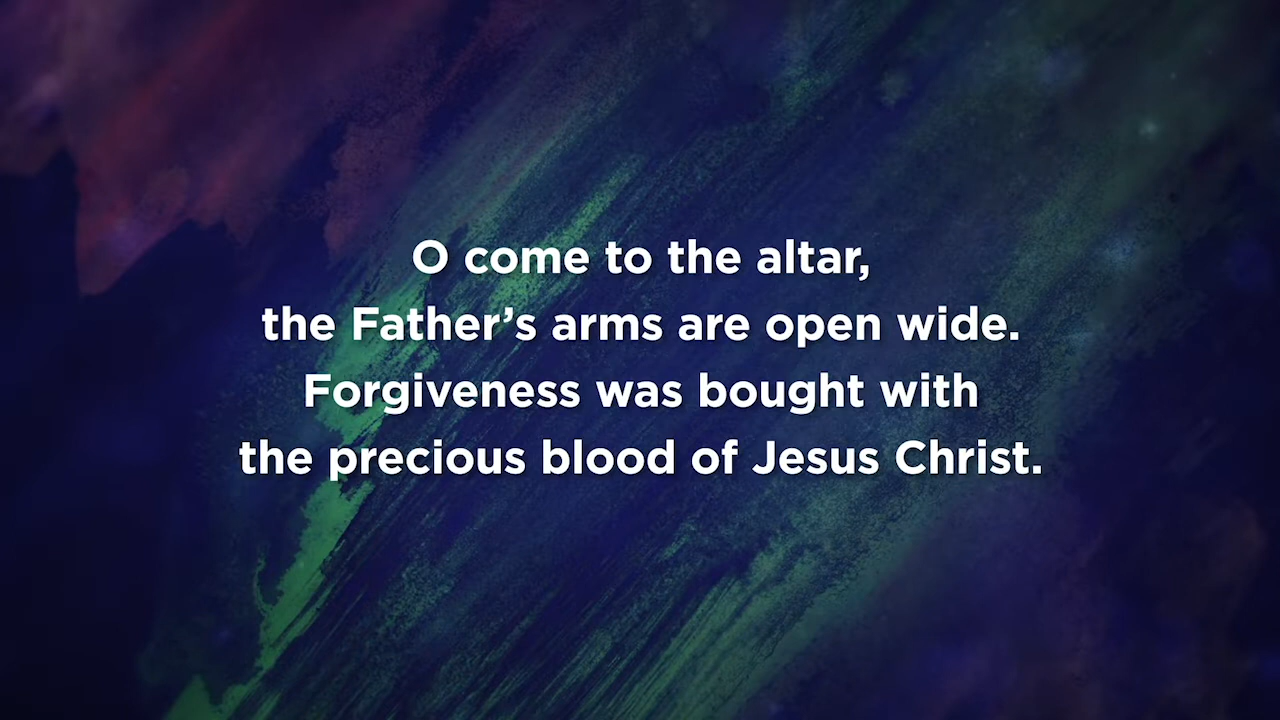 O come to the altar,
the Father’s arms are open wide.
Forgiveness was bought with
the precious blood of Jesus Christ.